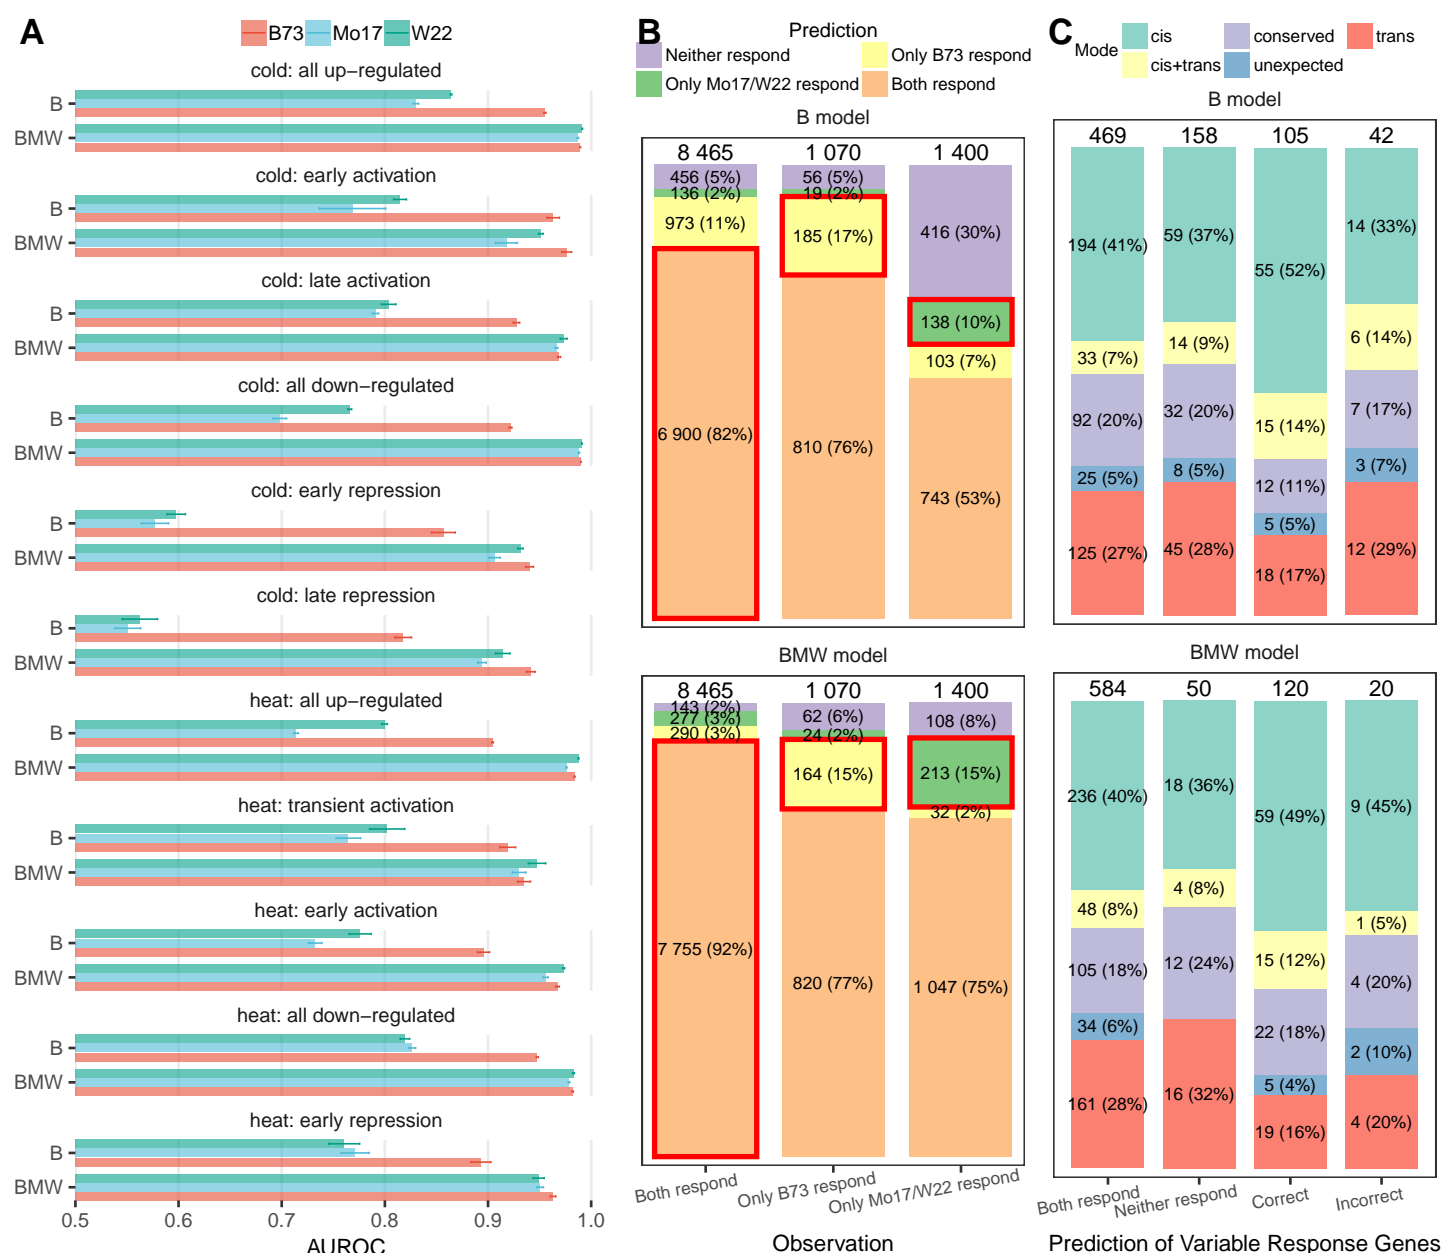 A
B73 Mo17 W22
cold: all up−regulated
B
BMW
cold: early activation
B
BMW
cold: late activation
B
BMW
cold: all down−regulated
B
BMW
cold: early repression
B
BMW
cold: late repression
B
BMW
heat: all up−regulated
B
BMW
heat: transient activation
B
BMW
heat: early activation
B
BMW
heat: all down−regulated
B
BMW
heat: early repression
B
BMW
0.5 0.6 0.7 0.8 0.9 1.0
AUROC
B
Prediction
Neither respond Only B73 respond
Only Mo17/W22 respond Both respond
B model
8 465 1 070 1 400
456 (5%) 56 (5%)
136 (2%) 19 (2%)
973 (11%) 185 (17%) 416 (30%)
138 (10%)
103 (7%)
6 900 (82%) 810 (76%)
743 (53%)
BMW model
8 465 1 070 1 400
143 (2%) 62 (6%) 108 (8%)
277 (3%)
290 (3%) 24 (2%)
164 (15%) 213 (15%)
32 (2%)
7 755 (92%)
820 (77%) 1 047 (75%)
Both respond Only B73 respond Only Mo17/W22 respond
Observation
C
Mode cis conserved trans
cis+trans unexpected
B model
469 158 105 42
194 (41%) 59 (37%) 55 (52%) 14 (33%)
33 (7%) 14 (9%) 6 (14%)
92 (20%) 32 (20%) 15 (14%) 7 (17%)
25 (5%) 8 (5%) 12 (11%) 3 (7%)
5 (5%)
125 (27%) 45 (28%) 18 (17%) 12 (29%)
BMW model
584 50 120 20
236 (40%) 18 (36%) 59 (49%) 9 (45%)
48 (8%) 4 (8%) 1 (5%)
105 (18%) 12 (24%) 15 (12%) 4 (20%)
34 (6%) 22 (18%) 2 (10%)
5 (4%)
161 (28%) 16 (32%) 19 (16%) 4 (20%)
Both respond Neither respond Correct Incorrect
Prediction of Variable Response Genes